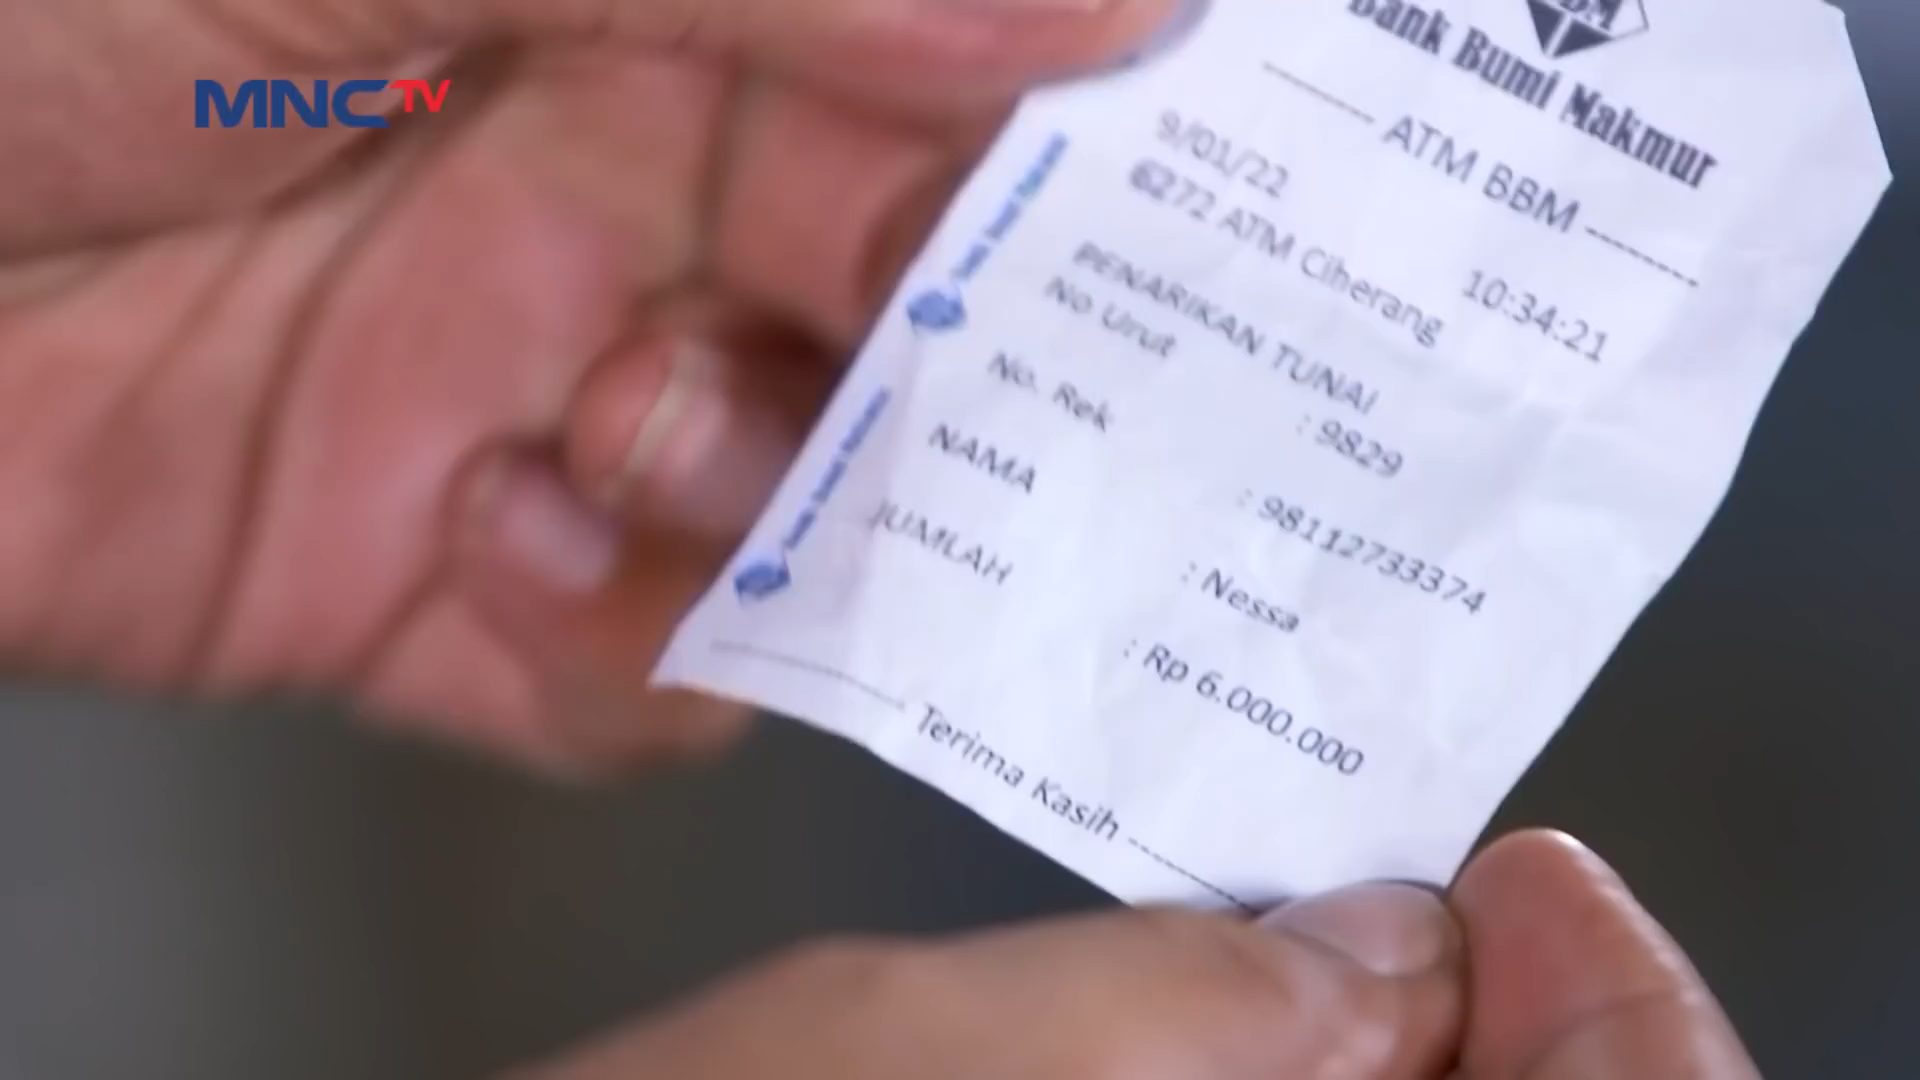 MNCTV
Bank Bumi Makmur
---------- ATM BBM ----------
9/01/22 10:34:21
6272 ATM Ciherang
PENARIKAN TUNAI
No Urut : 9829
No. Rek : 9811273374
NAMA : Nessa
JUMLAH : Rp 6.000.000
---------- Terima Kasih ----------